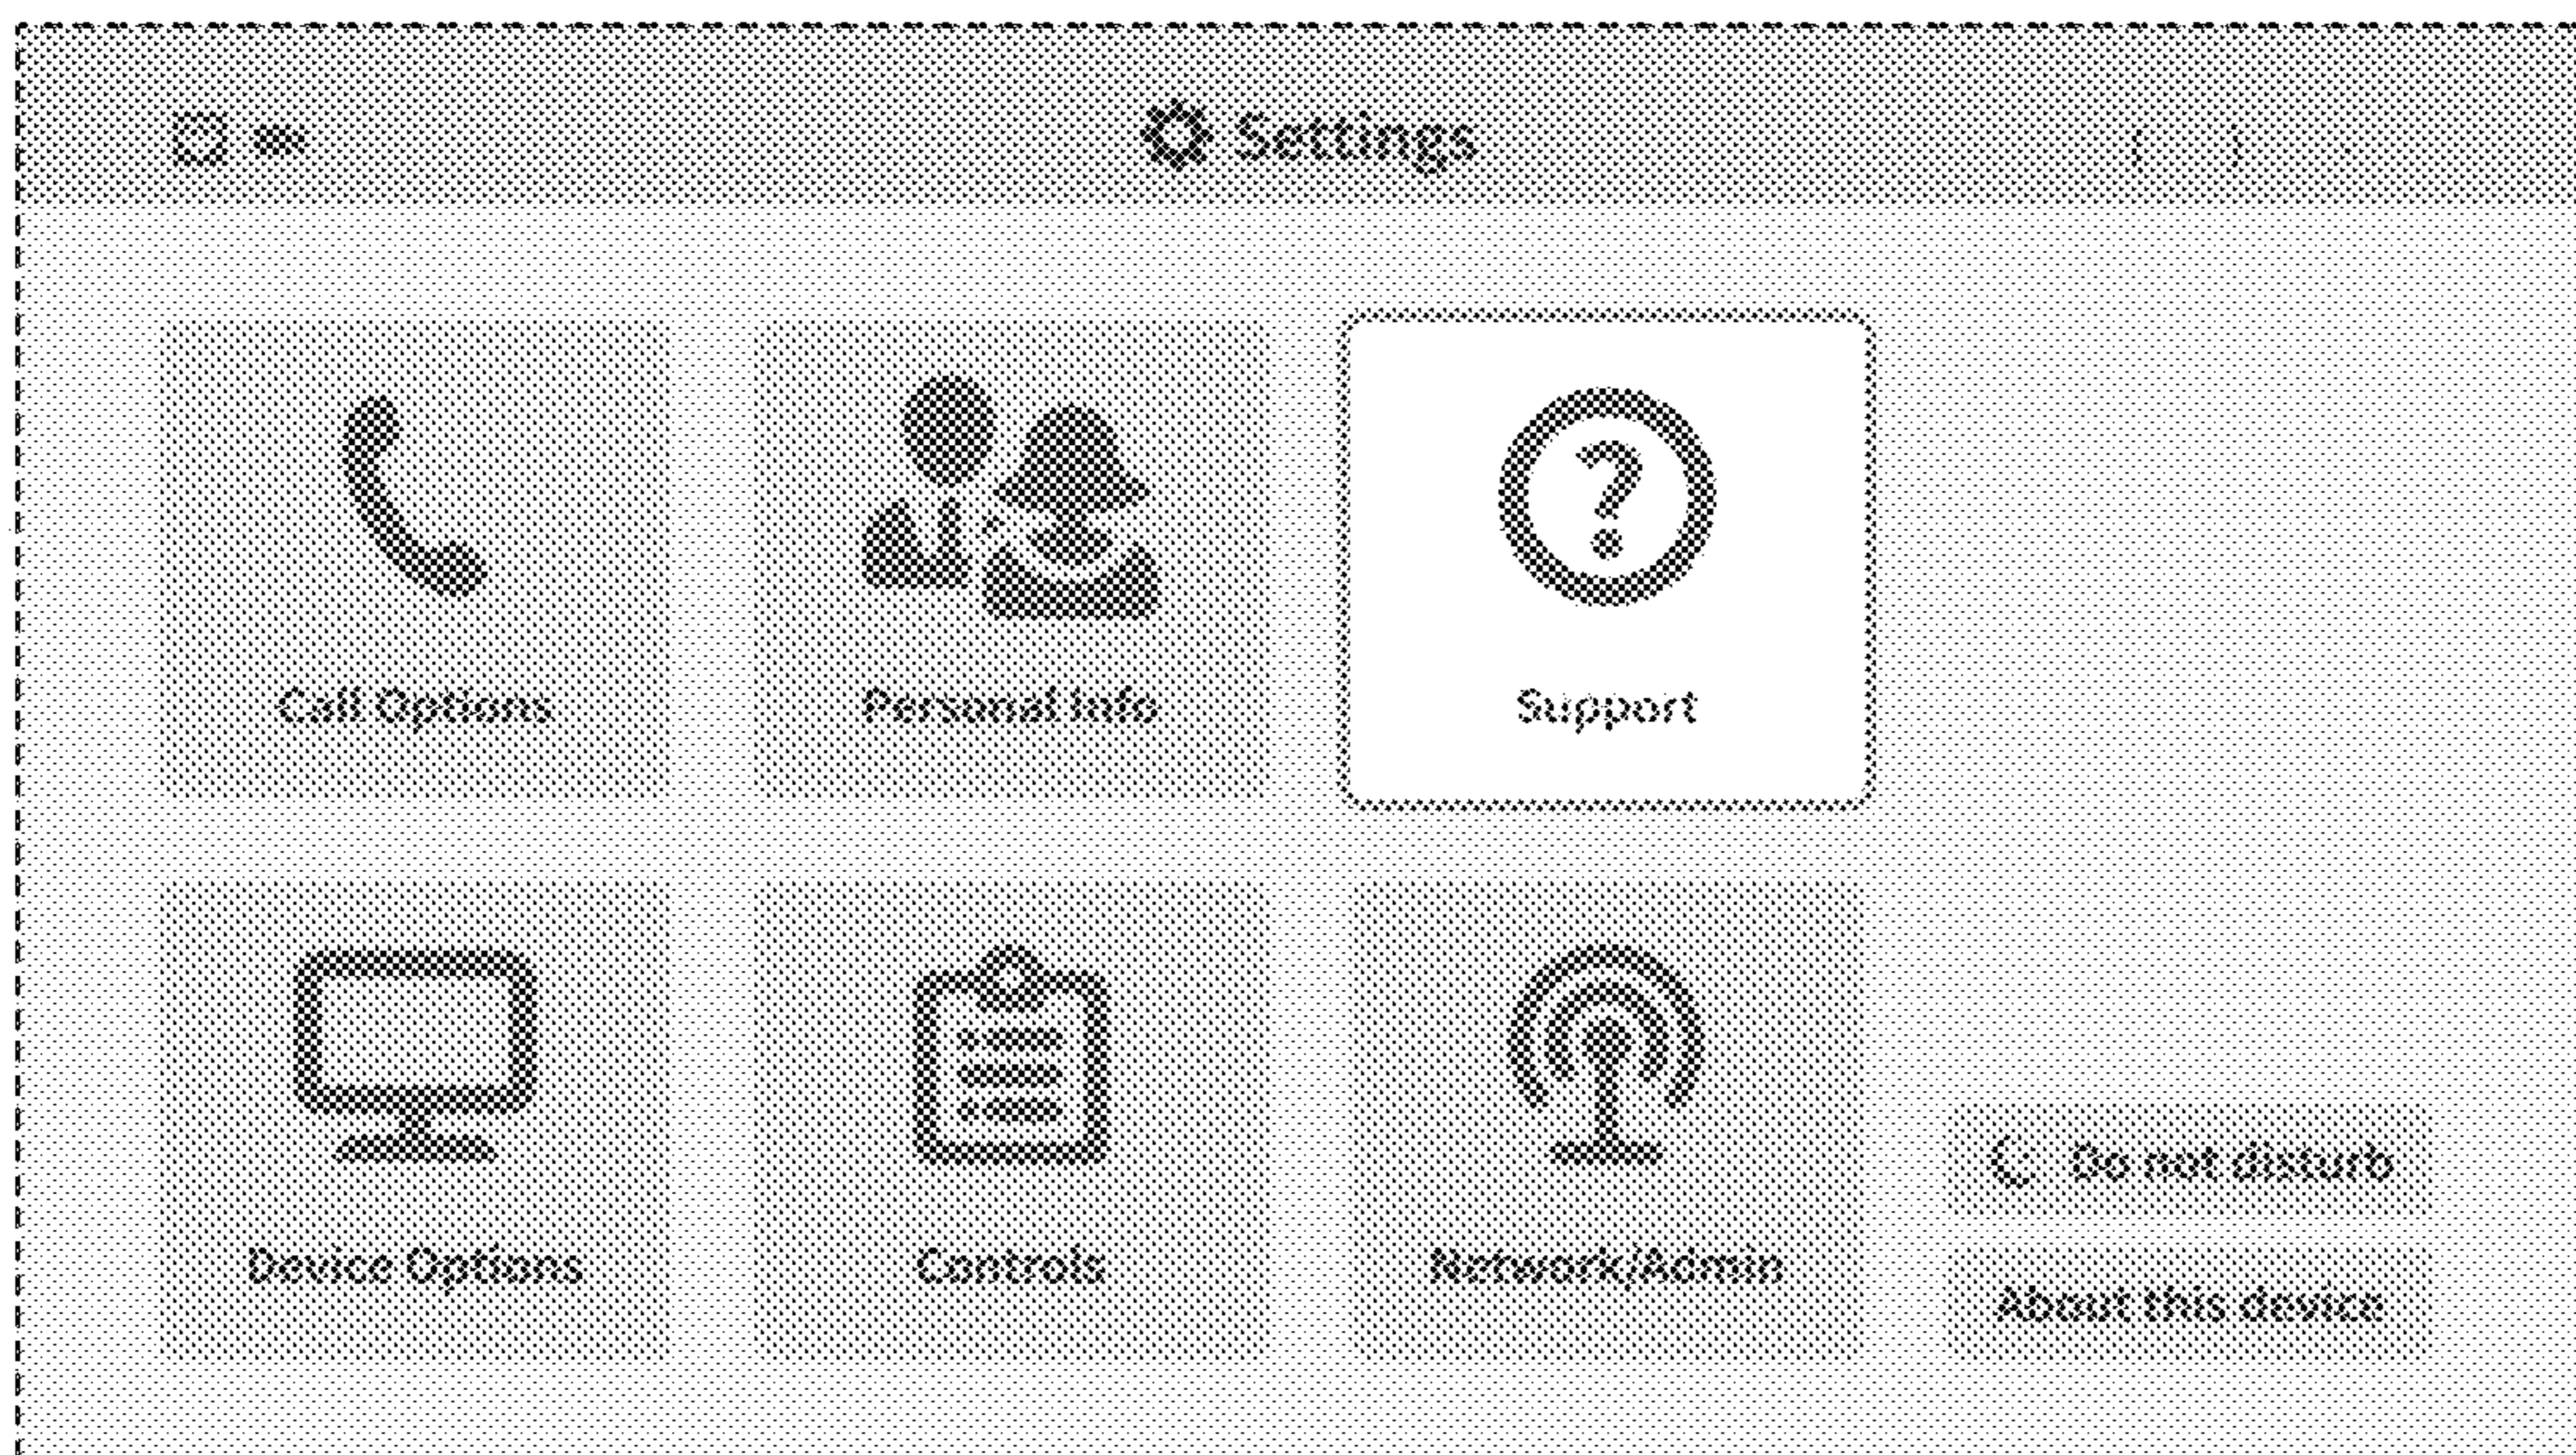 Settings
Call Options
Personal Info
Support
Device Options
Controls
Network/Admin
Do not disturb
About this device